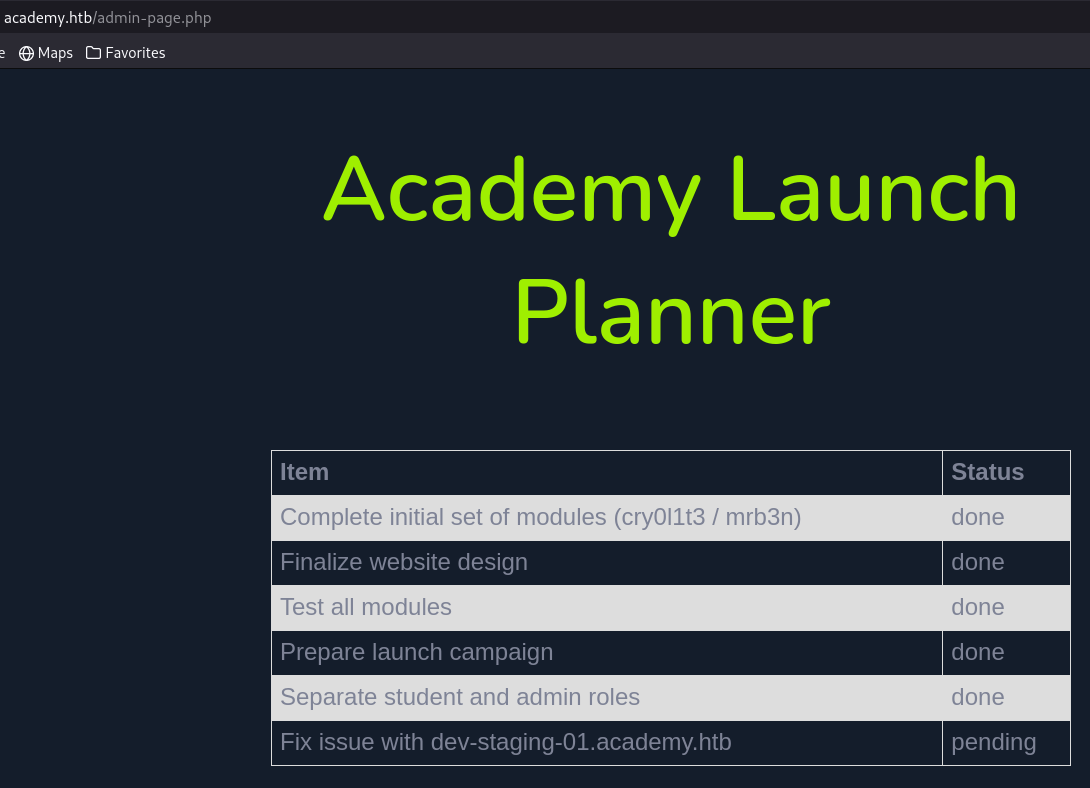 academy.htb/admin-page.php
e Maps Favorites
Academy Launch
Planner
Item Status
Complete initial set of modules (cry0l1t3 / mrb3n) done
Finalize website design done
Test all modules done
Prepare launch campaign done
Separate student and admin roles done
Fix issue with dev-staging-01.academy.htb pending